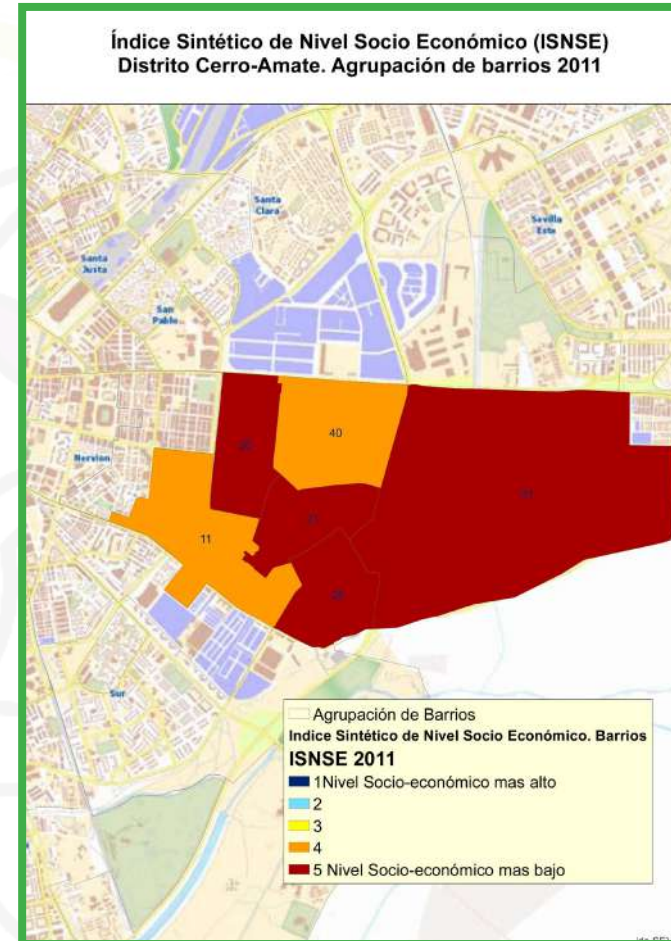 Índice Sintético de Nivel Socio Económico (ISNSE)
Distrito Cerro-Amate. Agrupación de barrios 2011
Santa
Clara
Sevilla
Este
Santa
Justa
San
Pablo
40
Nervion
11
Sur
Agrupación de Barrios
Indice Sintético de Nivel Socio Económico. Barrios
ISNSE 2011
1Nivel Socio-económico mas alto
2
3
4
5 Nivel Socio-económico mas bajo